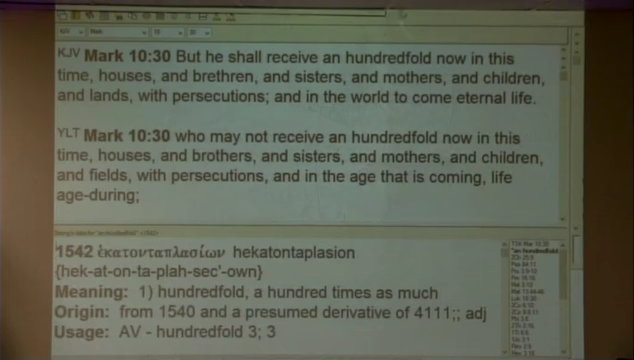 KJV Mark 10:30 But he shall receive an hundredfold now in this
time, houses, and brethren, and sisters, and mothers, and children,
and lands, with persecutions; and in the world to come eternal life.
YLT Mark 10:30 who may not receive an hundredfold now in this
time, houses, and brothers, and sisters, and mothers, and children,
and fields, with persecutions, and in the age that is coming, life
age-during;
1542 ἑκατονταπλασίων hekatontaplasion
{hek-at-on-ta-plah-sec'-own}
Meaning: 1) hundredfold, a hundred times as much
Origin: from 1540 and a presumed derivative of 4111;; adj
Usage: AV - hundredfold 3; 3